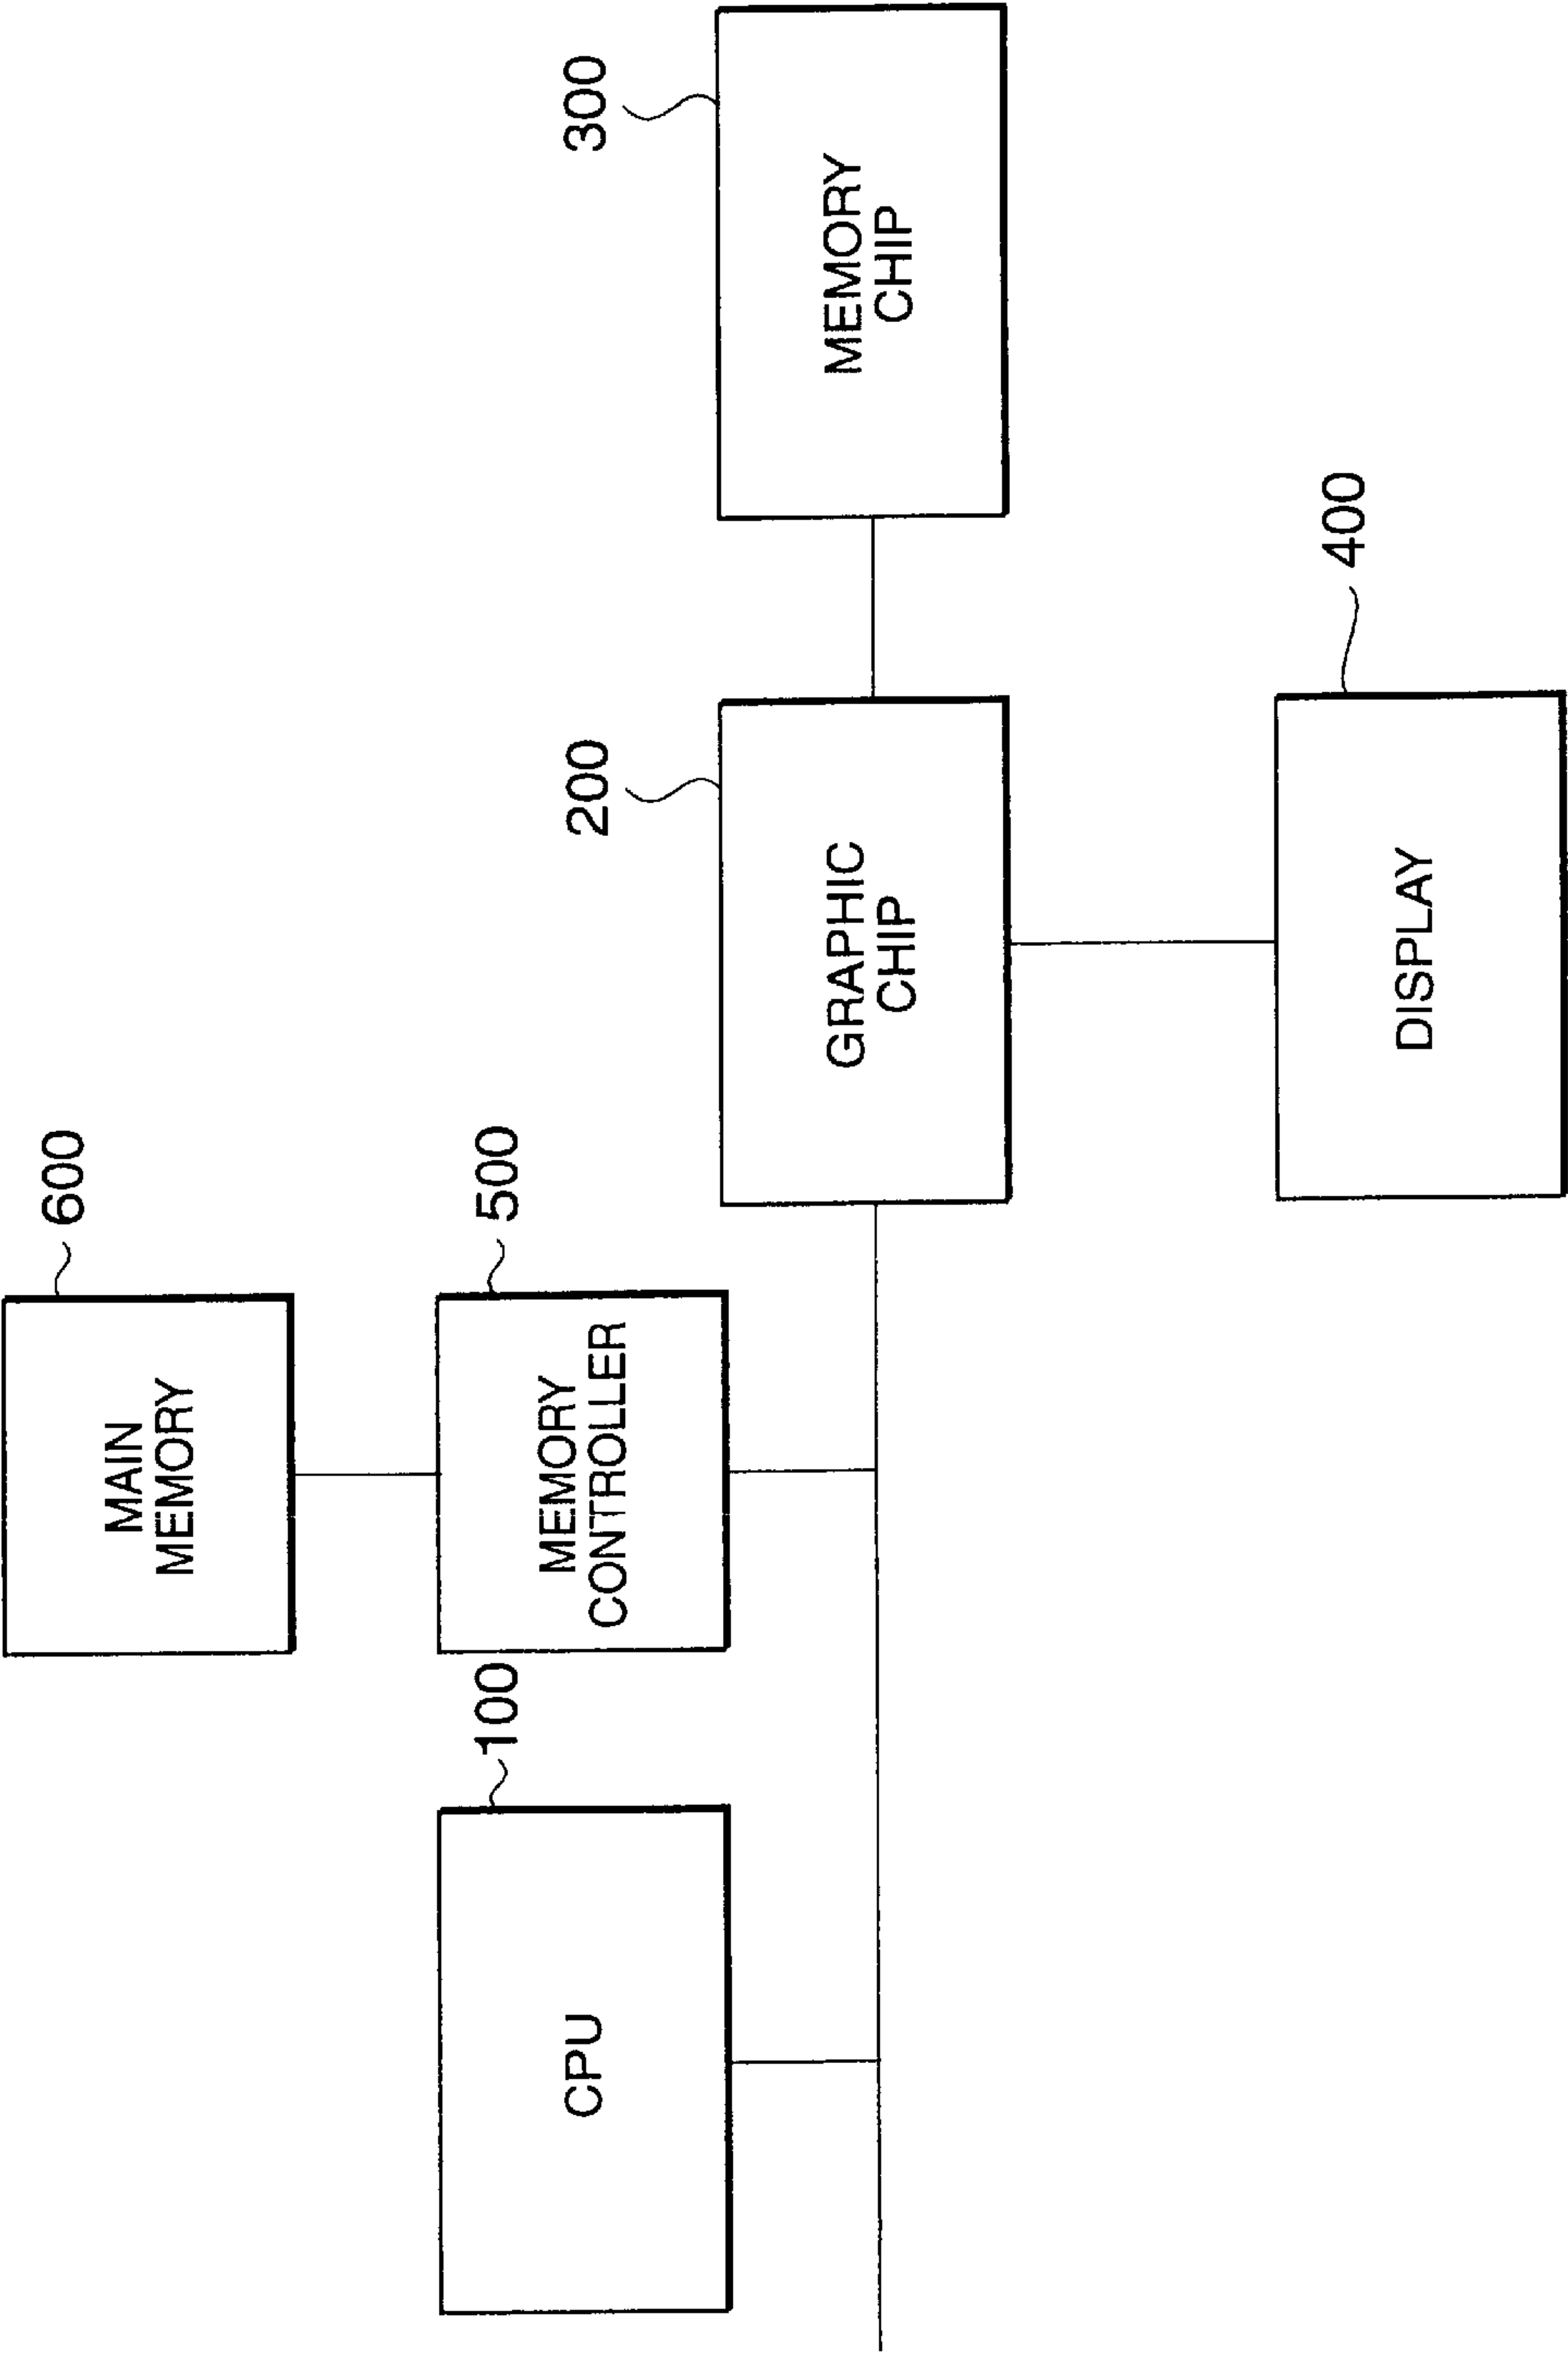 600
MAIN
MEMORY
100
CPU
500
MEMORY
CONTROLLER
200
GRAPHIC
CHIP
300
MEMORY
CHIP
400
DISPLAY